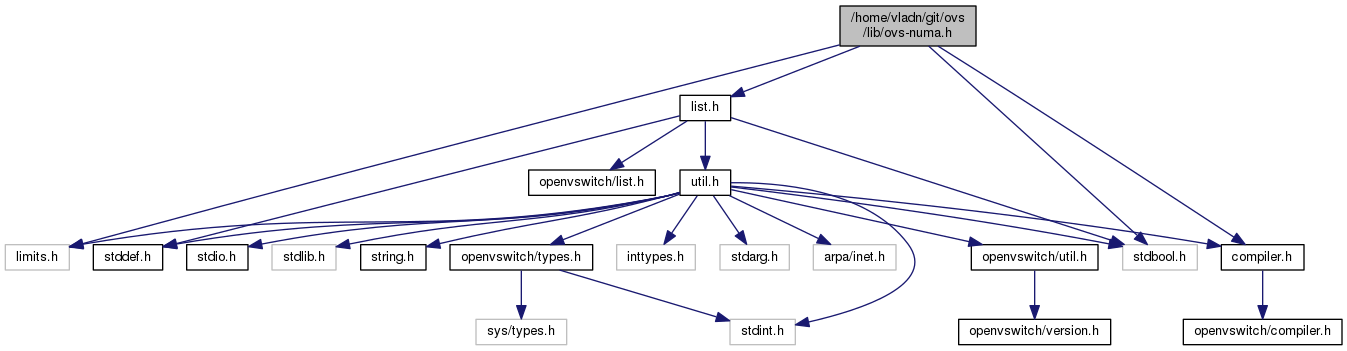 /home/vladn/git/ovs
/lib/ovs-numa.h
list.h
openvswitch/list.h
util.h
limits.h
stddef.h
stdio.h
stdlib.h
string.h
openvswitch/types.h
inttypes.h
stdarg.h
arpa/inet.h
openvswitch/util.h
stdbool.h
compiler.h
sys/types.h
stdint.h
openvswitch/version.h
openvswitch/compiler.h